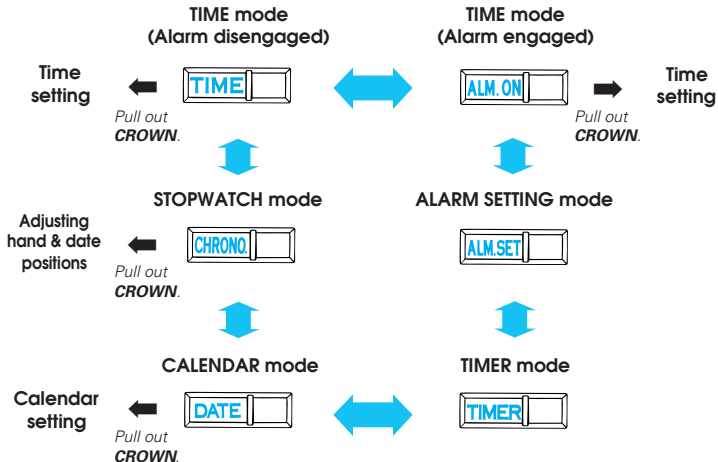 TIME mode
(Alarm disengaged)
TIME mode
(Alarm engaged)
Time
setting
TIME
ALM. ON
Time
setting
Pull out
CROWN.
Pull out
CROWN.
STOPWATCH mode
ALARM SETTING mode
Adjusting
hand & date
positions
CHRONO.
ALM.SET
Pull out
CROWN.
CALENDAR mode
TIMER mode
Calendar
setting
DATE
TIMER
Pull out
CROWN.